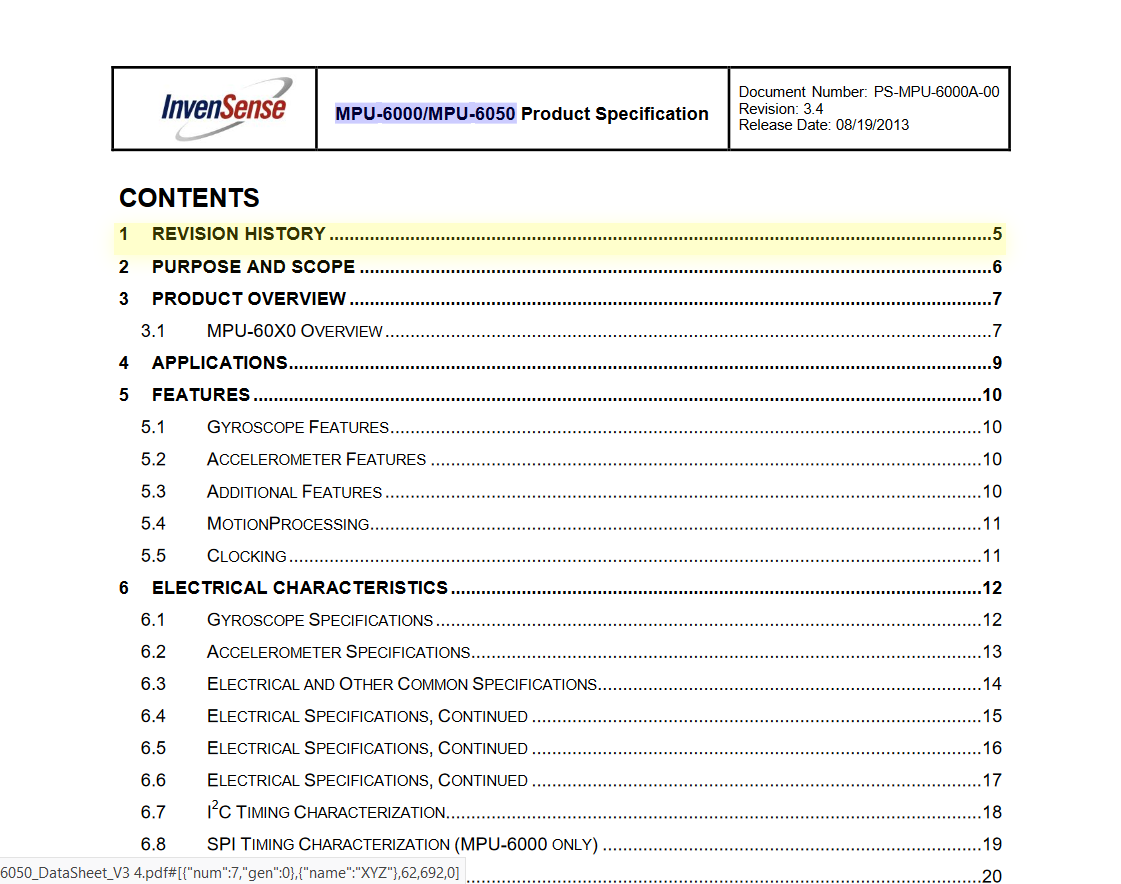 InvenSense
MPU-6000/MPU-6050 Product Specification
Document Number: PS-MPU-6000A-00
Revision: 3.4
Release Date: 08/19/2013
CONTENTS
1 REVISION HISTORY ...5
2 PURPOSE AND SCOPE ...6
3 PRODUCT OVERVIEW ...7
3.1 MPU-60X0 OVERVIEW ...7
4 APPLICATIONS ...9
5 FEATURES ...10
5.1 GYROSCOPE FEATURES ...10
5.2 ACCELEROMETER FEATURES ...10
5.3 ADDITIONAL FEATURES ...10
5.4 MOTIONPROCESSING ...11
5.5 CLOCKING ...11
6 ELECTRICAL CHARACTERISTICS ...12
6.1 GYROSCOPE SPECIFICATIONS ...12
6.2 ACCELEROMETER SPECIFICATIONS ...13
6.3 ELECTRICAL AND OTHER COMMON SPECIFICATIONS ...14
6.4 ELECTRICAL SPECIFICATIONS, CONTINUED ...15
6.5 ELECTRICAL SPECIFICATIONS, CONTINUED ...16
6.6 ELECTRICAL SPECIFICATIONS, CONTINUED ...17
6.7 I²C TIMING CHARACTERIZATION ...18
6.8 SPI TIMING CHARACTERIZATION (MPU-6000 ONLY) ...19
6050_DataSheet_V3 4.pdf#[{"num":7,"gen":0},{"name":"XYZ"},62,692,0] ...20